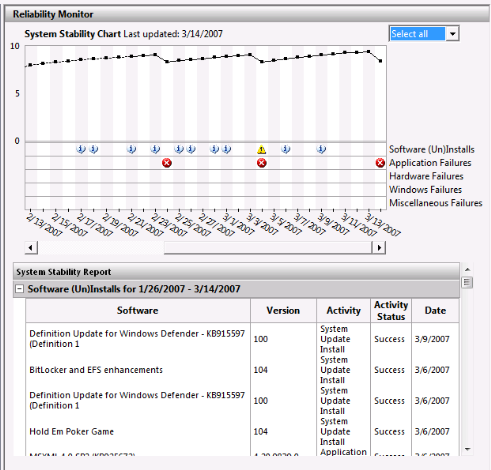 Reliability Monitor
System Stability Chart Last updated: 3/14/2007
Select all
10
5
0
Software (Un)Installs
Application Failures
Hardware Failures
Windows Failures
Miscellaneous Failures
2/13/2007 2/15/2007 2/17/2007 2/19/2007 2/21/2007 2/23/2007 2/25/2007 2/27/2007 3/1/2007 3/3/2007 3/5/2007 3/7/2007 3/9/2007 3/11/2007 3/13/2007
System Stability Report
Software (Un)Installs for 1/26/2007 - 3/14/2007
Software Version Activity Activity Status Date
Definition Update for Windows Defender - KB915597 (Definition 1 100 System Update Install Success 3/9/2007
BitLocker and EFS enhancements 104 System Update Install Success 3/6/2007
Definition Update for Windows Defender - KB915597 (Definition 1 100 System Update Install Success 3/6/2007
Hold Em Poker Game 104 System Update Install Success 3/6/2007
Application